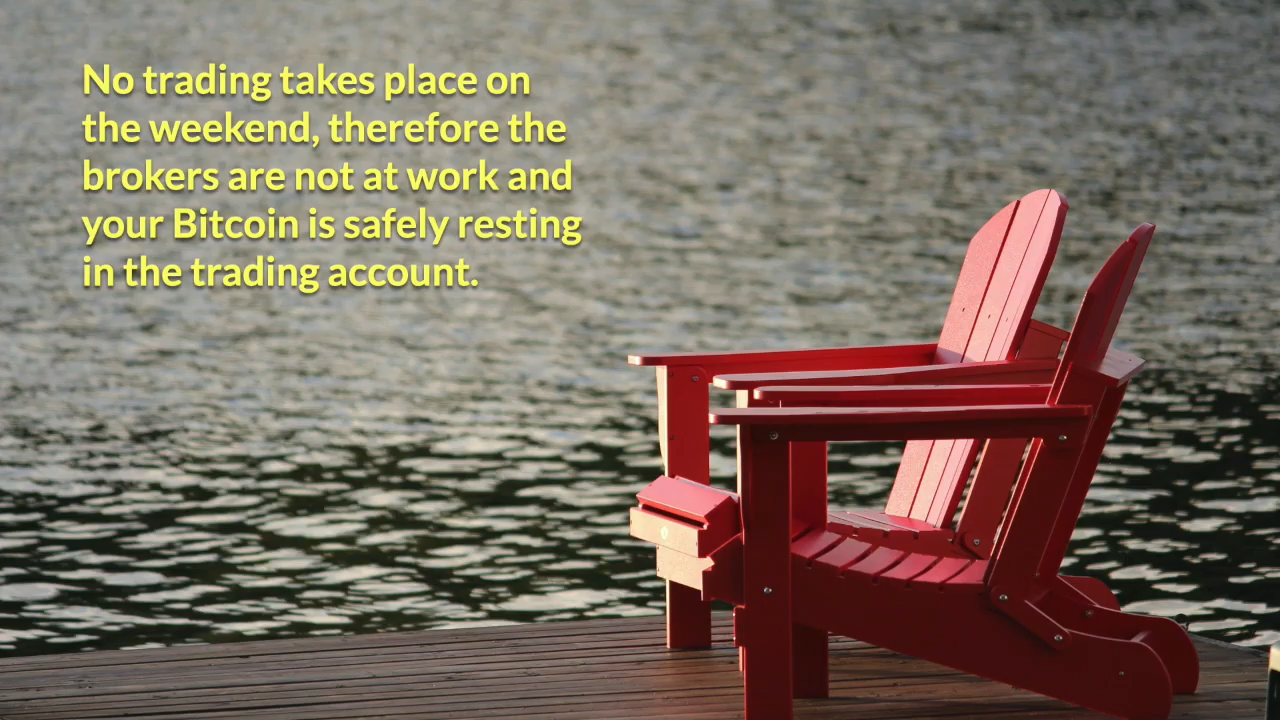 No trading takes place on
the weekend, therefore the
brokers are not at work and
your Bitcoin is safely resting
in the trading account.